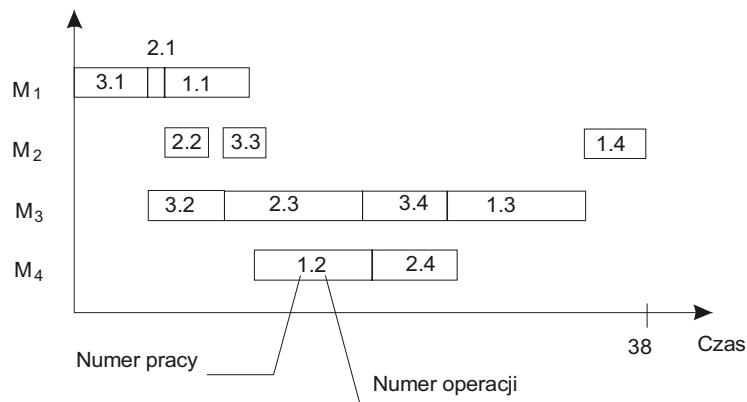 2.1
M1 3.1 1.1
M2 2.2 3.3 1.4
M3 3.2 2.3 3.4 1.3
M4 1.2 2.4
38 Czas
Numer pracy
Numer operacji